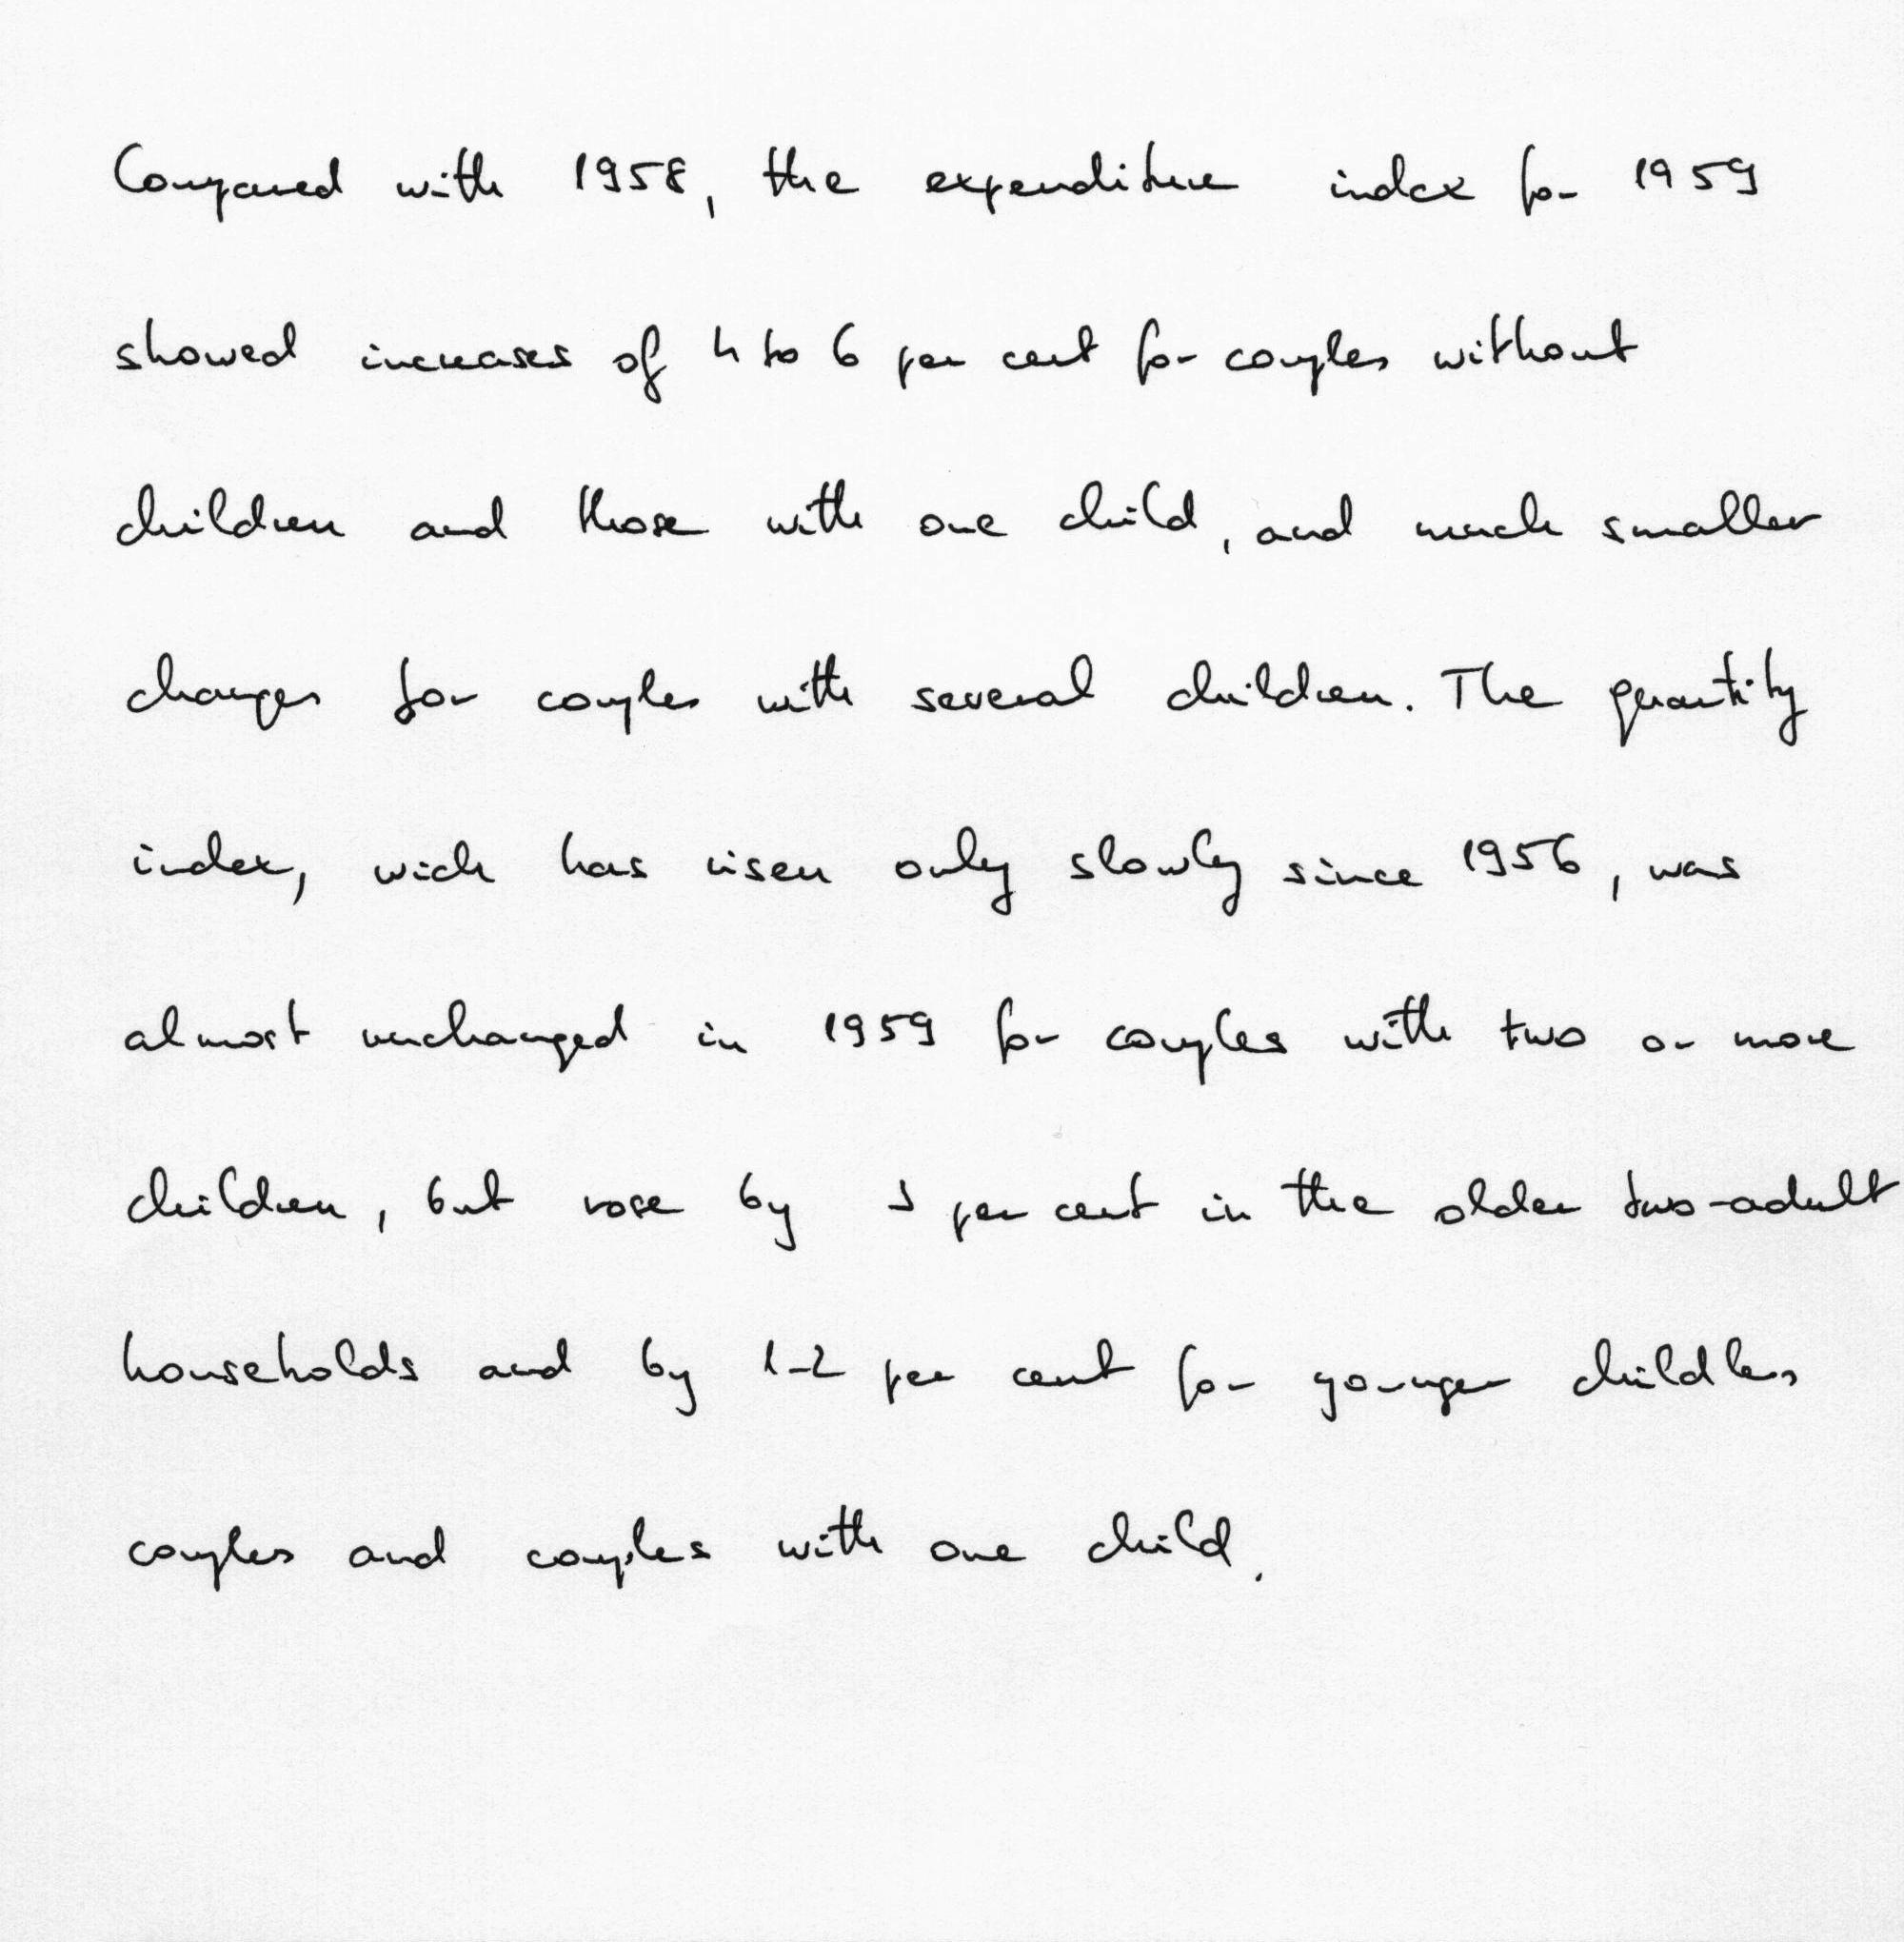 Compared with 1958, the expenditure index for 1959
showed increases of 4 to 6 per cent for couples without
children and those with one child, and much smaller
changes for couples with several children. The quantity
index, wich has risen only slowly since 1956, was
almost unchanged in 1959 for couples with two or more
children, but rose by 3 per cent in the older two-adult
households and by 1-2 per cent for younger childless
couples and couples with one child.